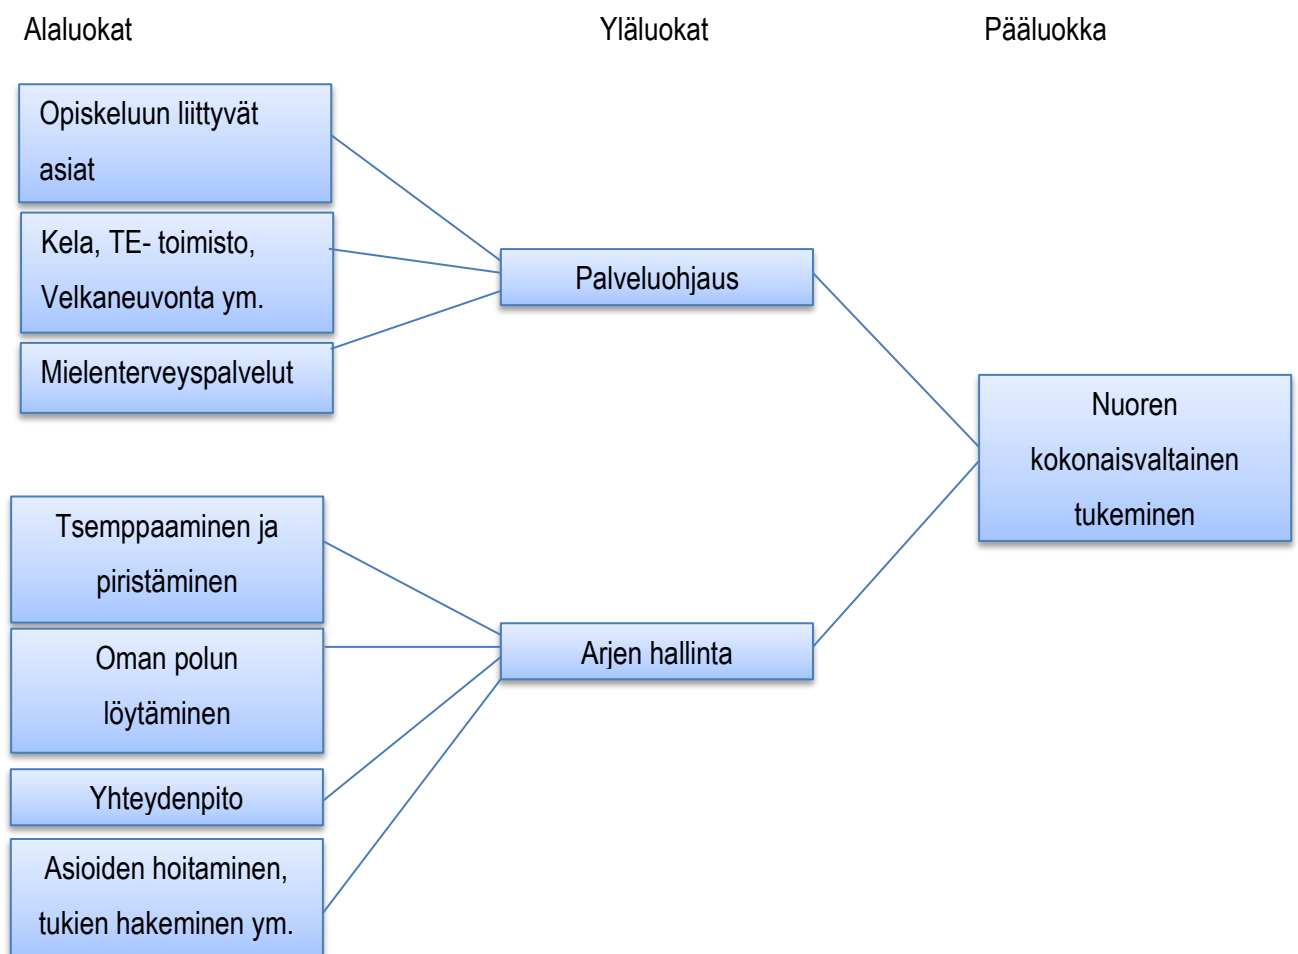 Alaluokat
Yläluokat
Pääluokka
Opiskeluun liittyvät
asiat
Kela, TE- toimisto,
Velkaneuvonta ym.
Mielenterveyspalvelut
Palveluohjaus
Nuoren
kokonaisvaltainen
tukeminen
Tsemppaaminen ja
piristäminen
Oman polun
löytäminen
Yhteydenpito
Asioiden hoitaminen,
tukien hakeminen ym.
Arjen hallinta